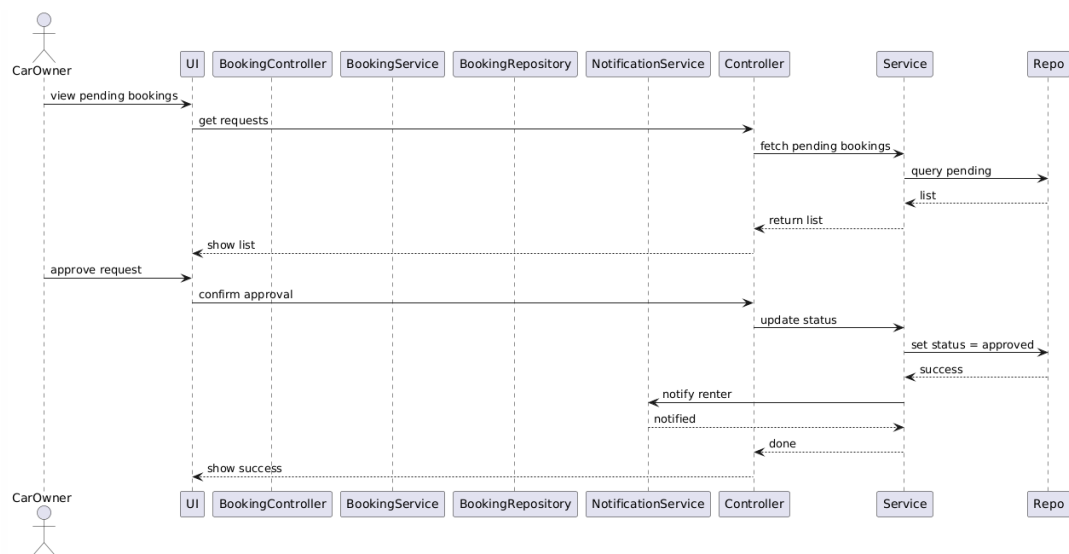 CarOwner
UI
BookingController
BookingService
BookingRepository
NotificationService
Controller
Service
Repo
view pending bookings
get requests
fetch pending bookings
query pending
list
return list
show list
approve request
confirm approval
update status
set status = approved
success
notify renter
notified
done
show success
CarOwner
UI
BookingController
BookingService
BookingRepository
NotificationService
Controller
Service
Repo